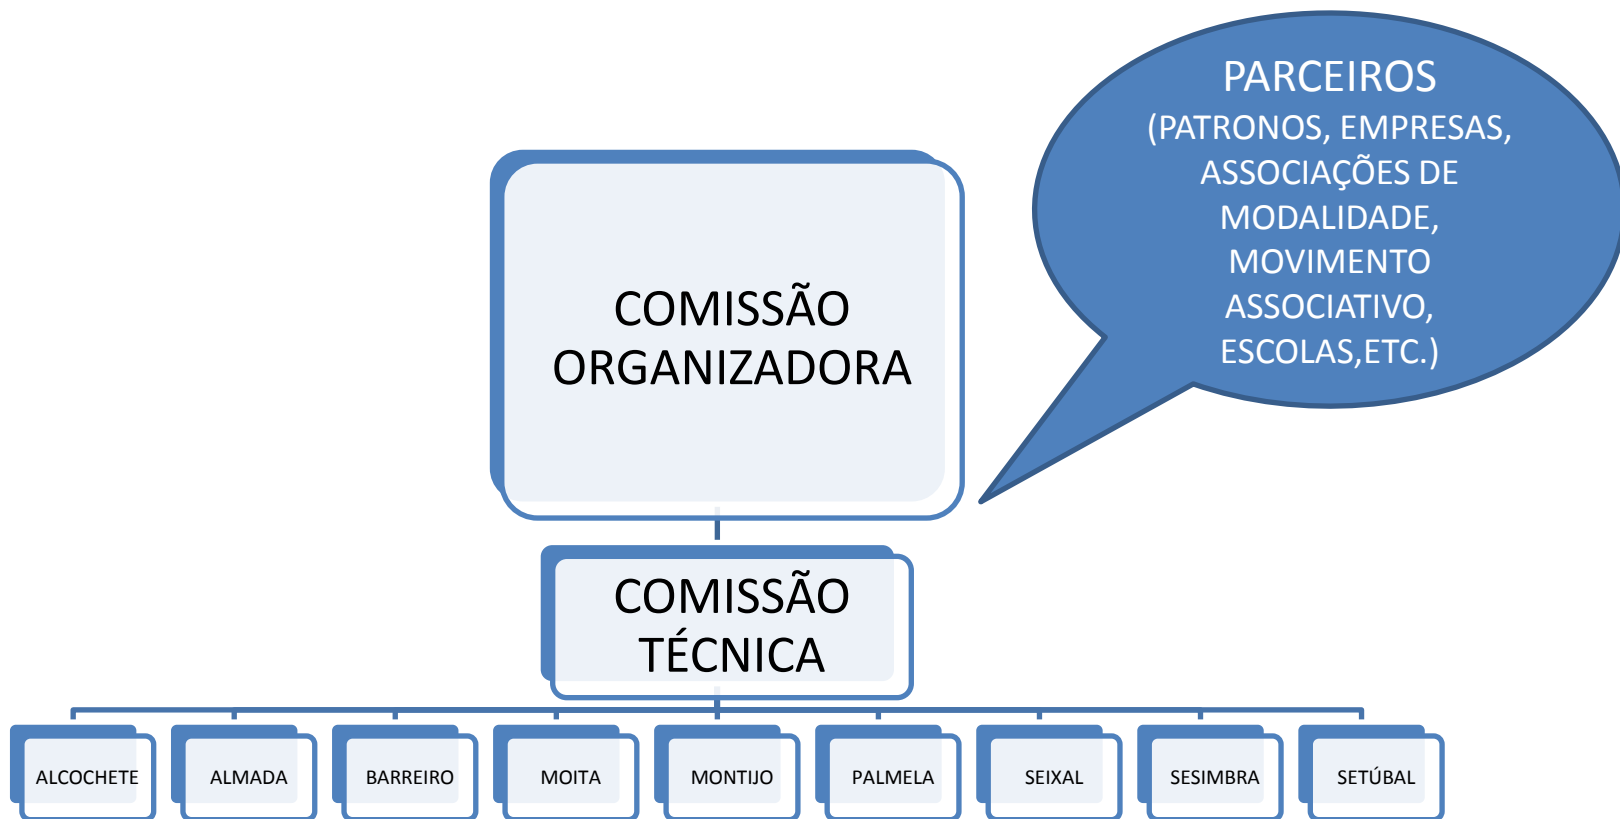 PARCEIROS
(PATRONOS, EMPRESAS,
ASSOCIAÇÕES DE
MODALIDADE,
MOVIMENTO
ASSOCIATIVO,
ESCOLAS,ETC.)
COMISSÃO
ORGANIZADORA
COMISSÃO
TÉCNICA
ALCOCHETE
ALMADA
BARREIRO
MOITA
MONTIJO
PALMELA
SEIXAL
SESIMBRA
SETÚBAL